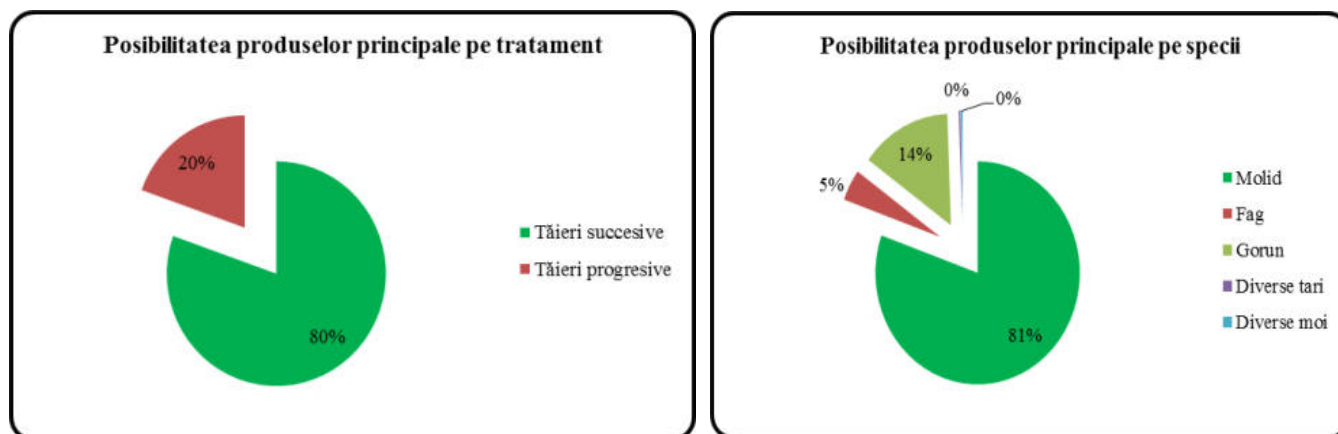 Posibilitatea produselor principale pe tratament
20%
80%
Tăieri succesive
Tăieri progresive
Posibilitatea produselor principale pe specii
0%
0%
14%
5%
81%
Molid
Fag
Gorun
Diverse tari
Diverse moi